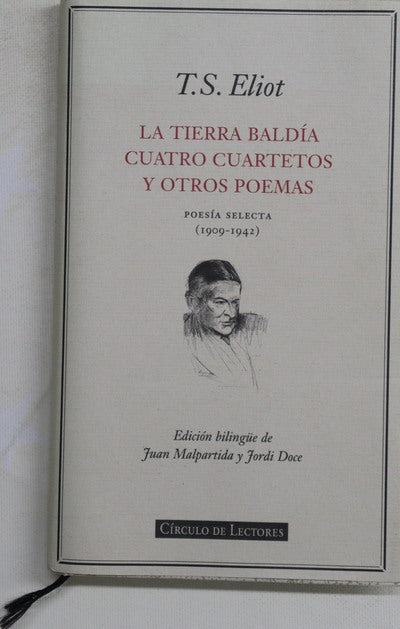 T.S. Eliot
LA TIERRA BALDÍA
CUATRO CUARTETOS
Y OTROS POEMAS
POESÍA SELECTA
(1909-1942)
Edición bilingüe de
Juan Malpartida y Jordi Doce
CÍRCULO DE LECTORES